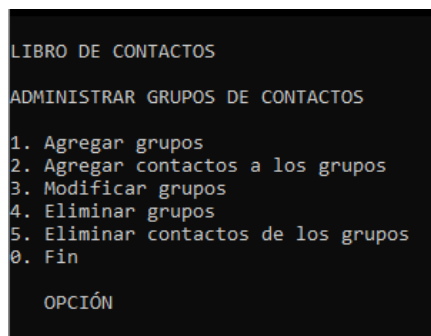 LIBRO DE CONTACTOS
ADMINISTRAR GRUPOS DE CONTACTOS
1. Agregar grupos
2. Agregar contactos a los grupos
3. Modificar grupos
4. Eliminar grupos
5. Eliminar contactos de los grupos
0. Fin
OPCIÓN